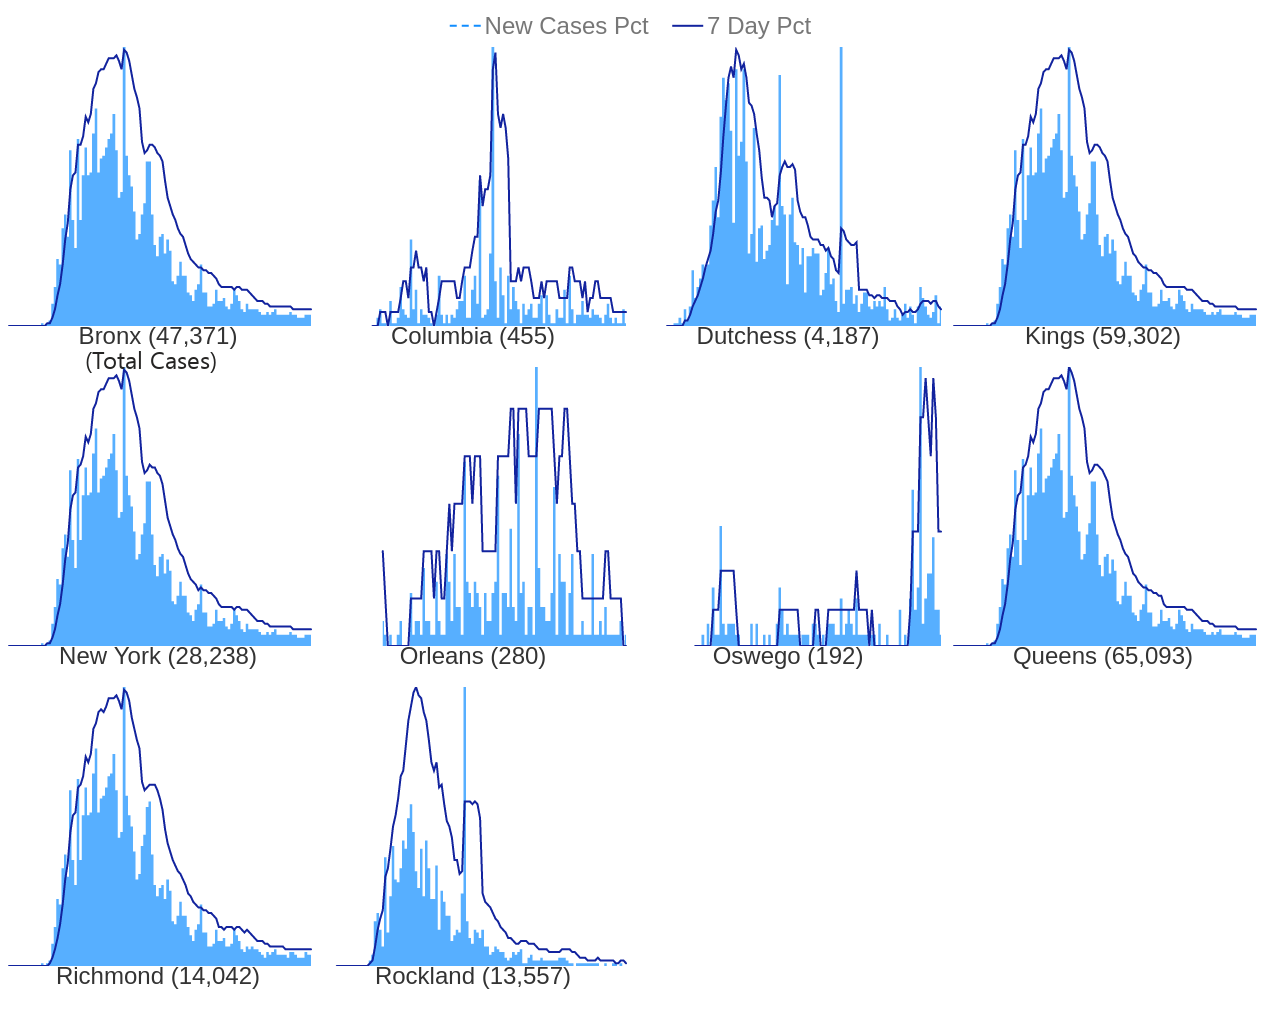 New Cases Pct 7 Day Pct
Bronx (47,371)
(Total Cases)
Columbia (455)
Dutchess (4,187)
Kings (59,302)
New York (28,238)
Orleans (280)
Oswego (192)
Queens (65,093)
Richmond (14,042)
Rockland (13,557)